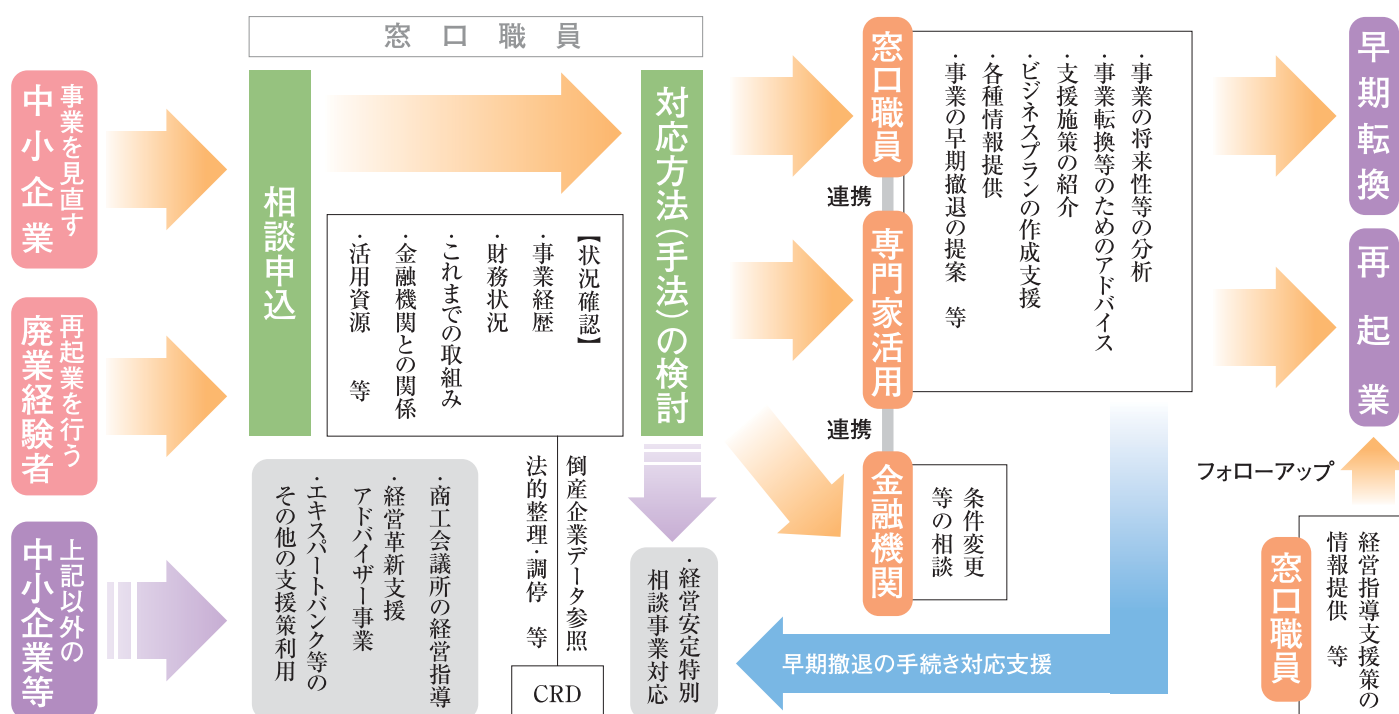 窓口職員
事業を見直す
中小企業
再起業を行う
廃業経験者
上記以外の
中小企業等
相談申込
【状況確認】
・事業経歴
・財務状況
・これまでの取組み
・金融機関との関係
・活用資源　等
対応方法（手法）の検討
・商工会議所の経営指導
・経営革新支援
アドバイザー事業
・エキスパートバンク等の
その他の支援策利用
倒産企業データ参照
法的整理・調停　等
CRD
・経営安定特別
相談事業対応
窓口職員
連携
専門家活用
連携
金融機関
・事業の将来性等の分析
・事業転換等のためのアドバイス
・支援施策の紹介
・ビジネスプランの作成支援
・各種情報提供
・事業の早期撤退の提案　等
条件変更
等の相談
早期撤退の手続き対応支援
早期転換
再起業
フォローアップ
窓口職員
経営指導支援策の
情報提供　等